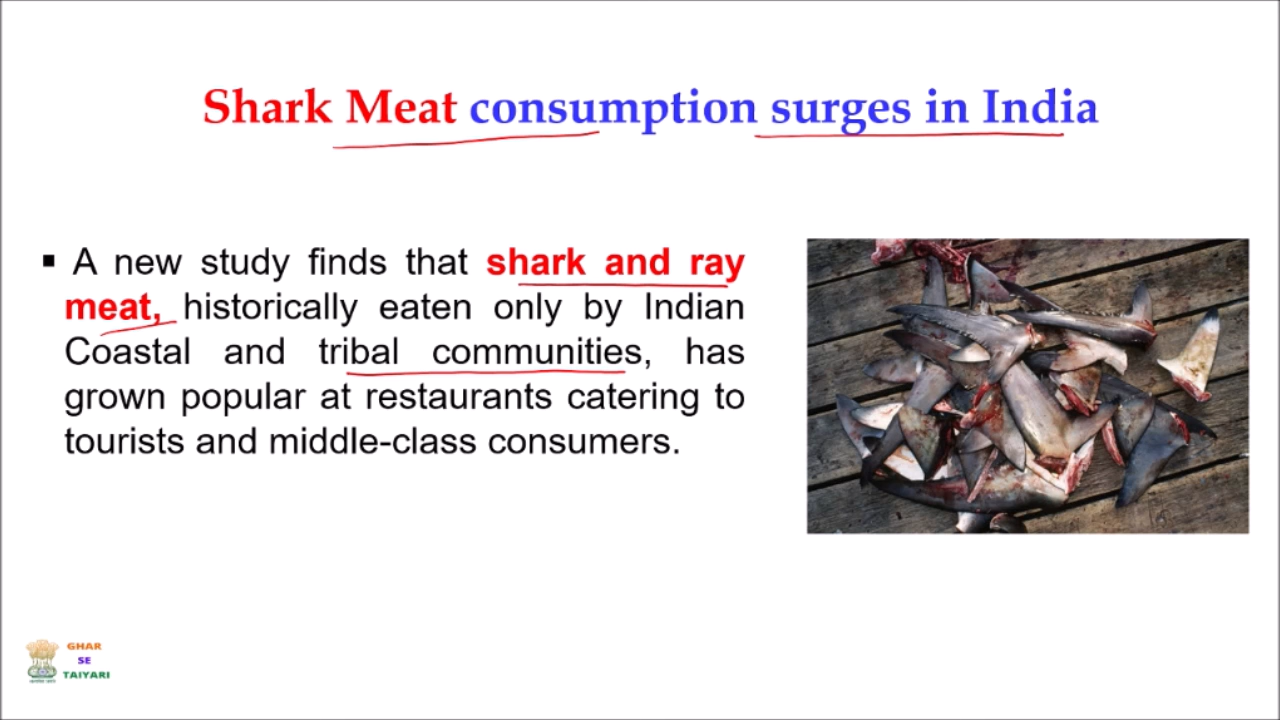 Shark Meat consumption surges in India
▪ A new study finds that shark and ray
meat, historically eaten only by Indian
Coastal and tribal communities, has
grown popular at restaurants catering to
tourists and middle-class consumers.
GHAR
SE
TAIYARI